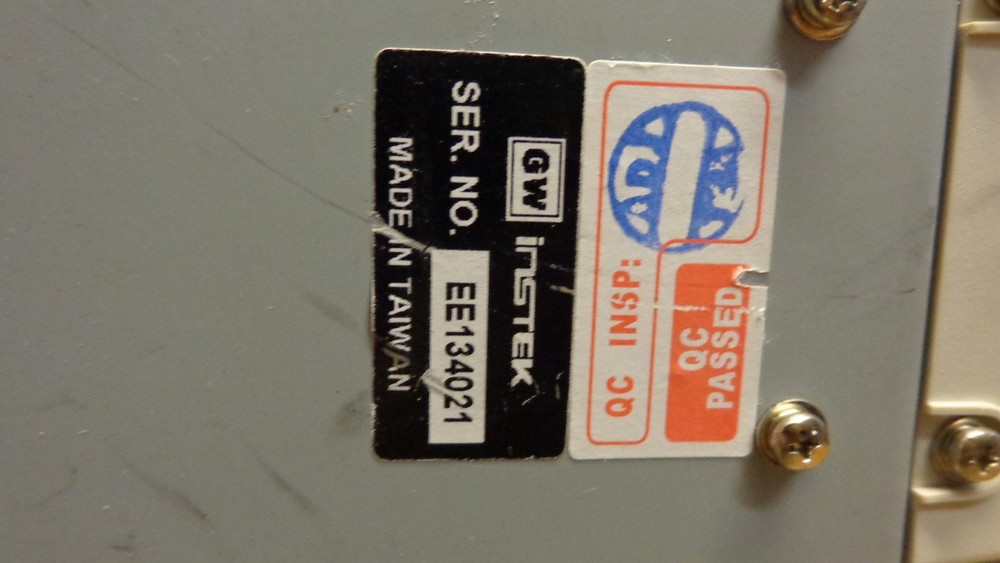 GW INSTEK
SER. NO. EE134021
MADE IN TAIWAN
QC INSP:
QC
PASSED